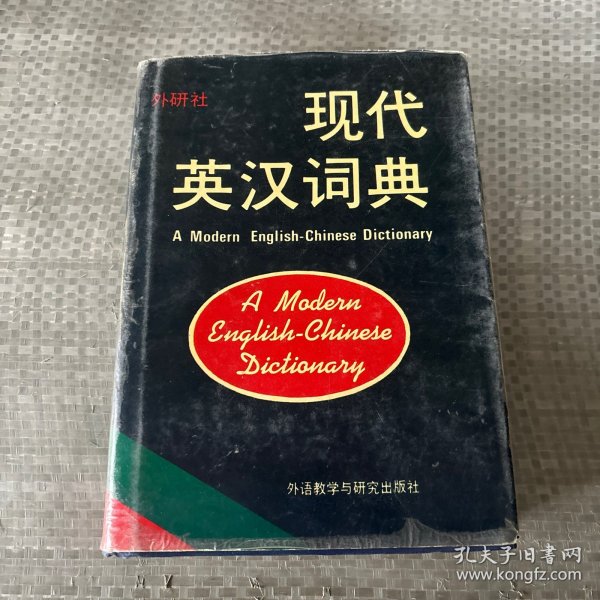 外研社
现代
英汉词典
A Modern English-Chinese Dictionary
A Modern
English-Chinese
Dictionary
外语教学与研究出版社
孔夫子旧书网
www.kongfz.com